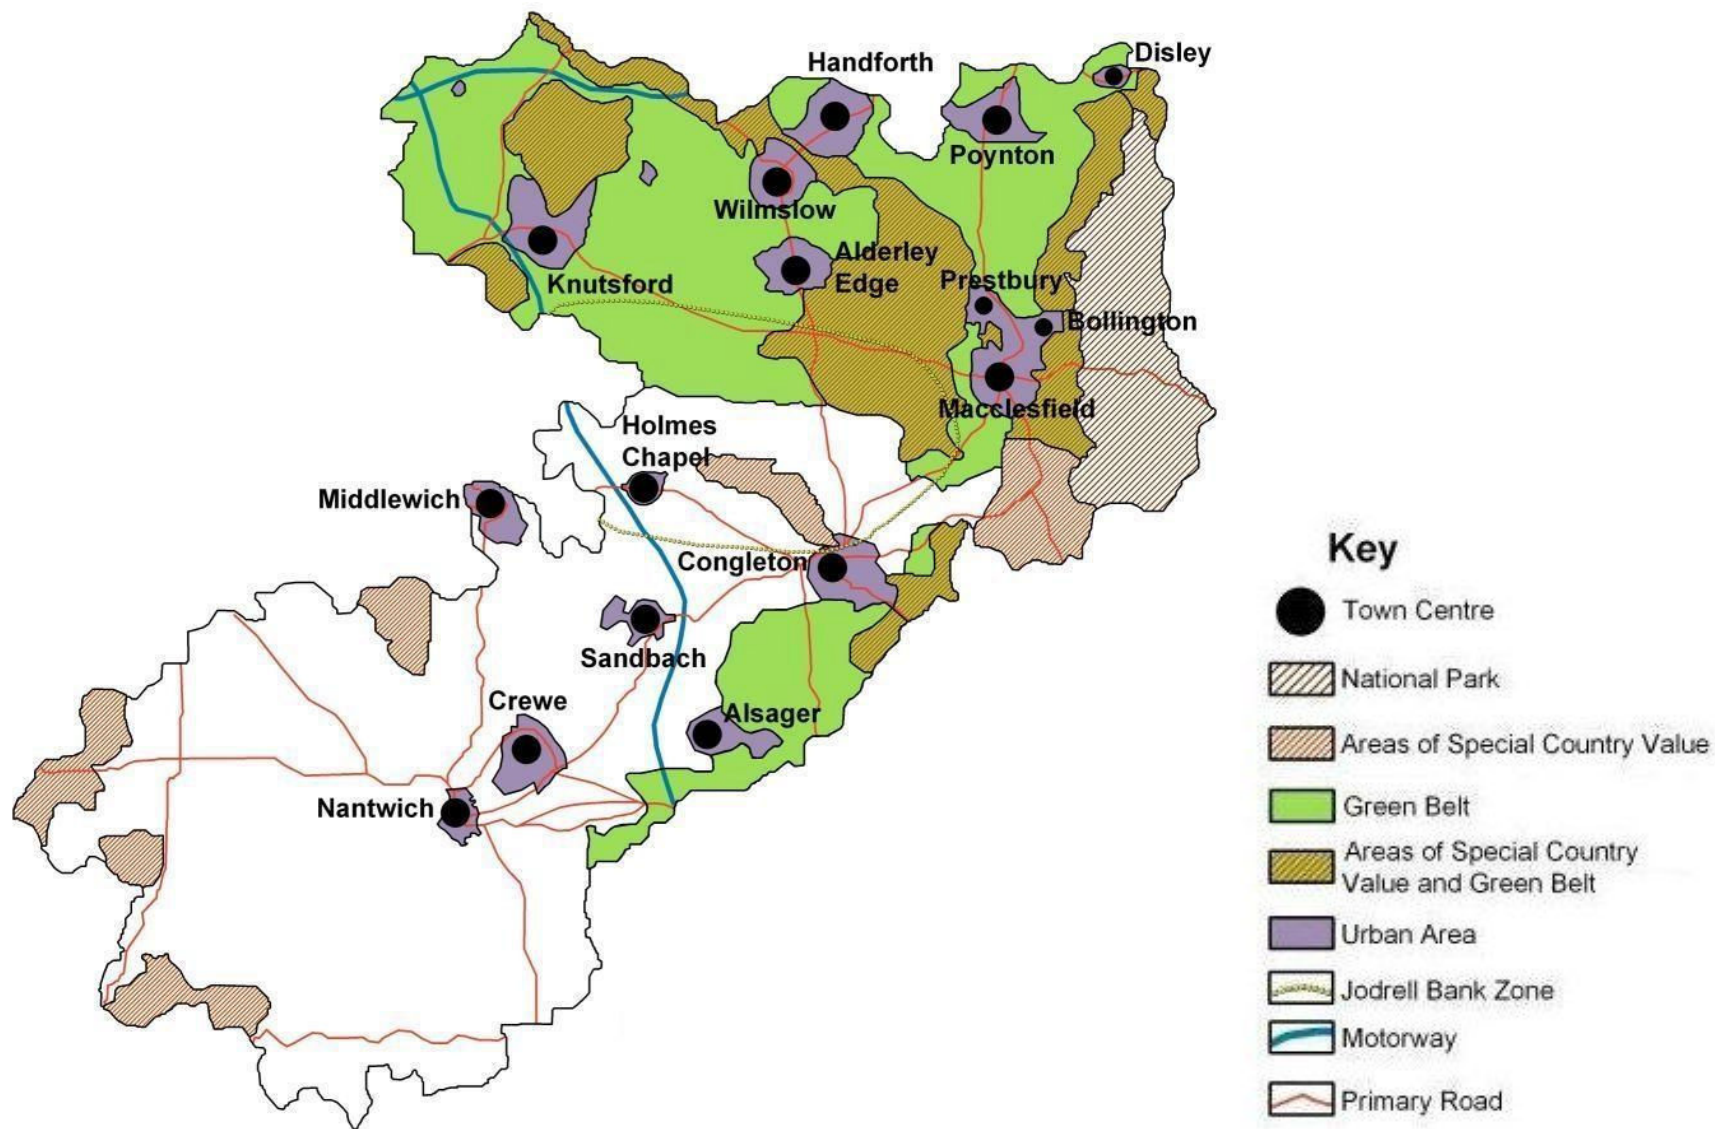 Disley
Handforth
Poynton
Wilmslow
Alderley
Edge
Prestbury
Knutsford
Bollington
Macclesfield
Holmes
Chapel
Middlewich
Congleton
Sandbach
Crewe
Alsager
Nantwich
Key
Town Centre
National Park
Areas of Special Country Value
Green Belt
Areas of Special Country
Value and Green Belt
Urban Area
Jodrell Bank Zone
Motorway
Primary Road